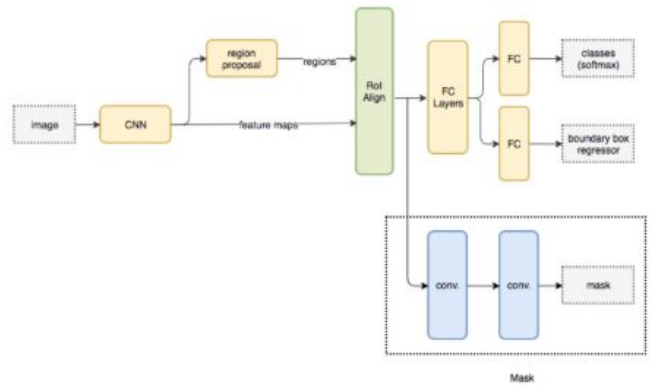 region
proposal
regions
RoI
Align
FC
Layers
FC
classes
(softmax)
image
CNN
feature maps
FC
boundary box
regressor
conv.
conv.
mask
Mask